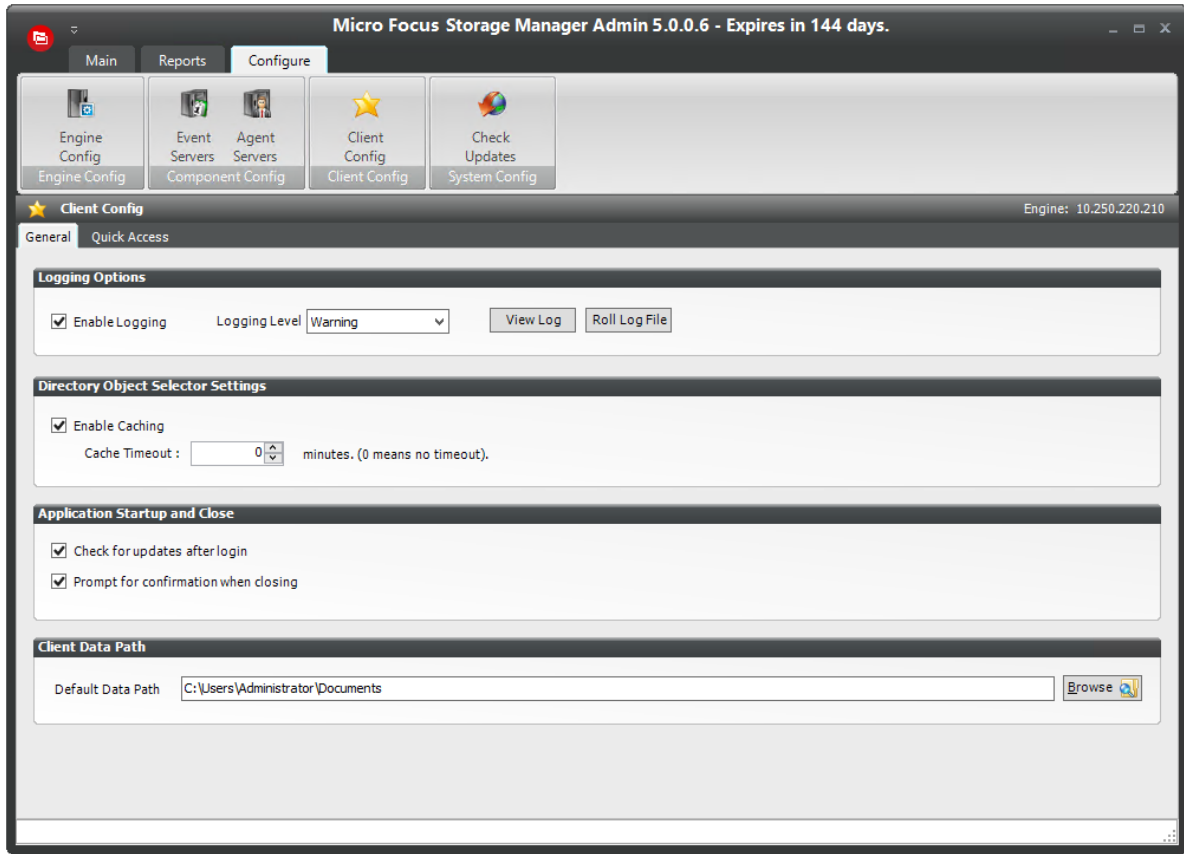 Micro Focus Storage Manager Admin 5.0.0.6 - Expires in 144 days.
Main Reports Configure
Engine Config
Event Servers
Agent Servers
Client Config
Check Updates
Engine Config Component Config Client Config System Config
Client Config Engine: 10.250.220.210
General Quick Access
Logging Options
Enable Logging Logging Level Warning View Log Roll Log File
Directory Object Selector Settings
Enable Caching
Cache Timeout : 0 minutes. (0 means no timeout).
Application Startup and Close
Check for updates after login
Prompt for confirmation when closing
Client Data Path
Default Data Path C:\Users\Administrator\Documents Browse